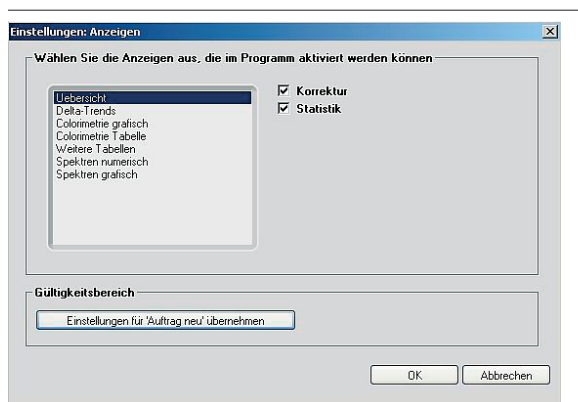 Einstellungen: Anzeigen
Wählen Sie die Anzeigen aus, die im Programm aktiviert werden können
Uebersicht
Delta-Trends
Colorimetrie grafisch
Colorimetrie Tabelle
Weitere Tabellen
Spektren numerisch
Spektren grafisch
Korrektur
Statistik
Gültigkeitsbereich
Einstellungen für 'Auftrag neu' übernehmen
OK
Abbrechen